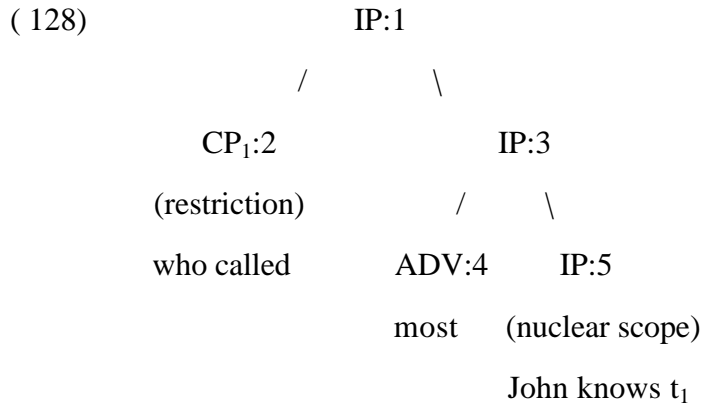 ( 128) IP:1
/ \
CP₁:2 IP:3
(restriction) / \
who called ADV:4 IP:5
most (nuclear scope)
John knows t₁